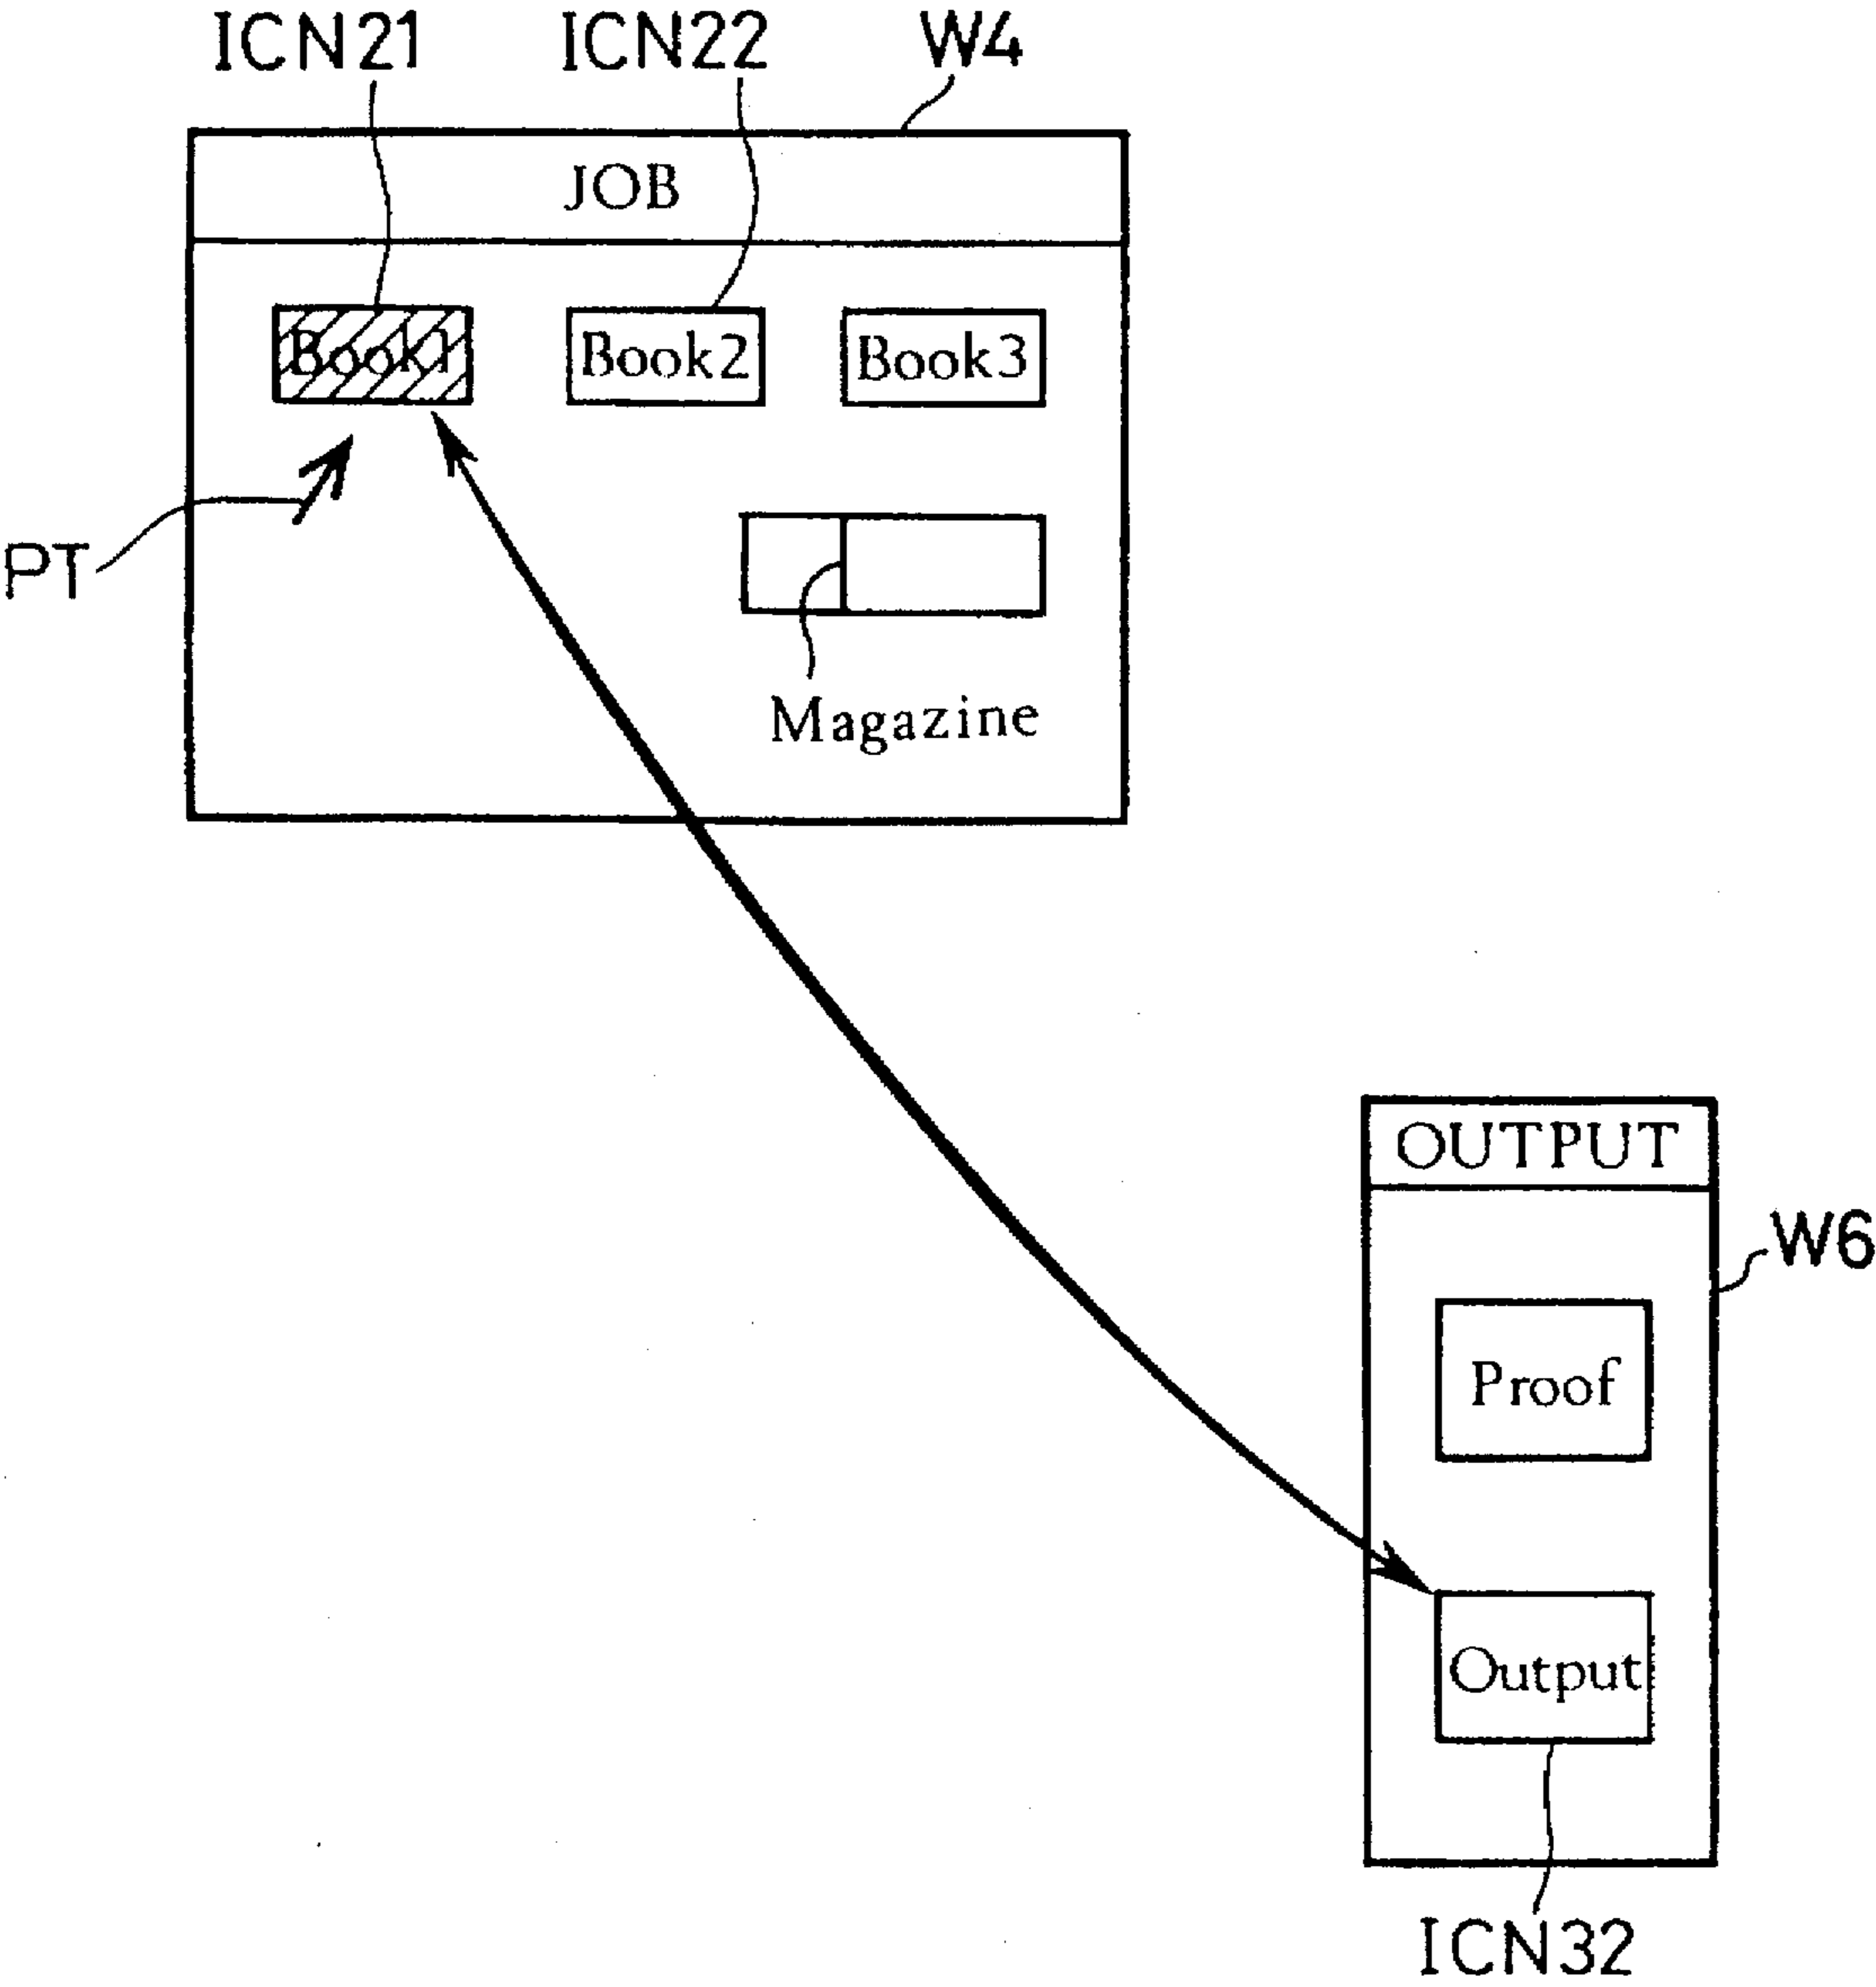 ICN21 ICN22 W4
JOB
Book1 Book2 Book3
PT
Magazine
OUTPUT
W6
Proof
Output
ICN32